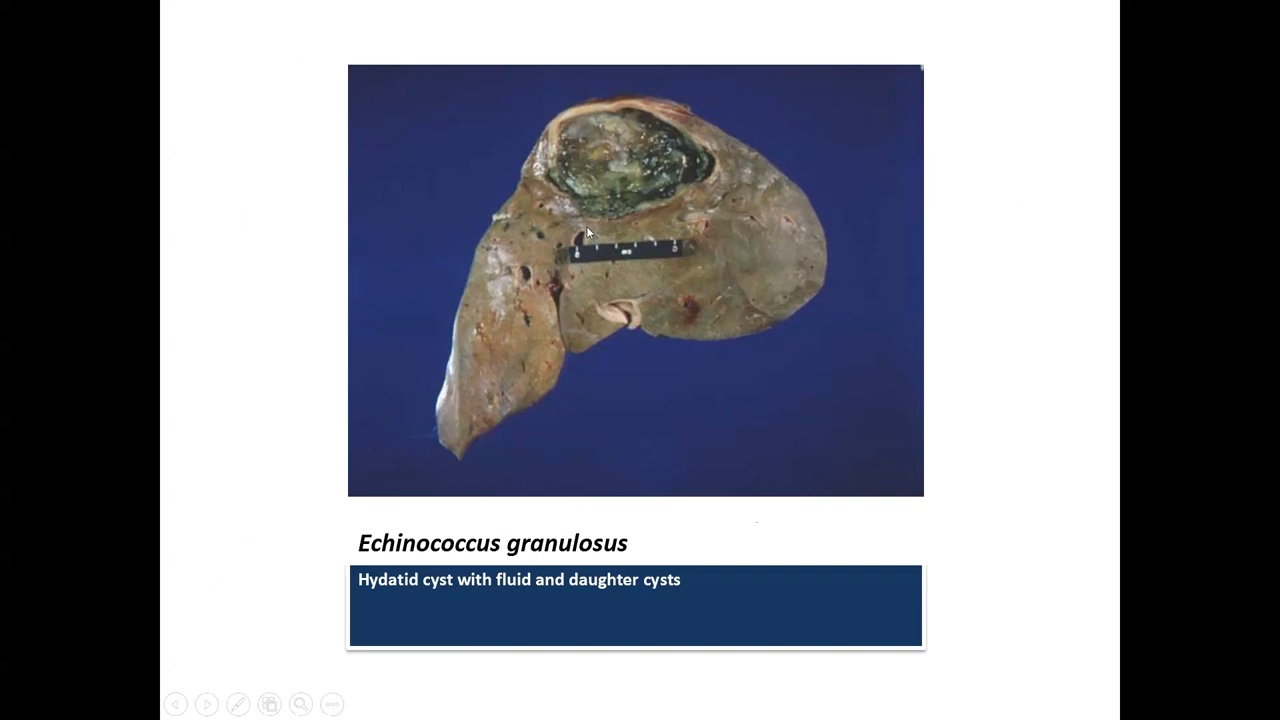 Echinococcus granulosus
Hydatid cyst with fluid and daughter cysts